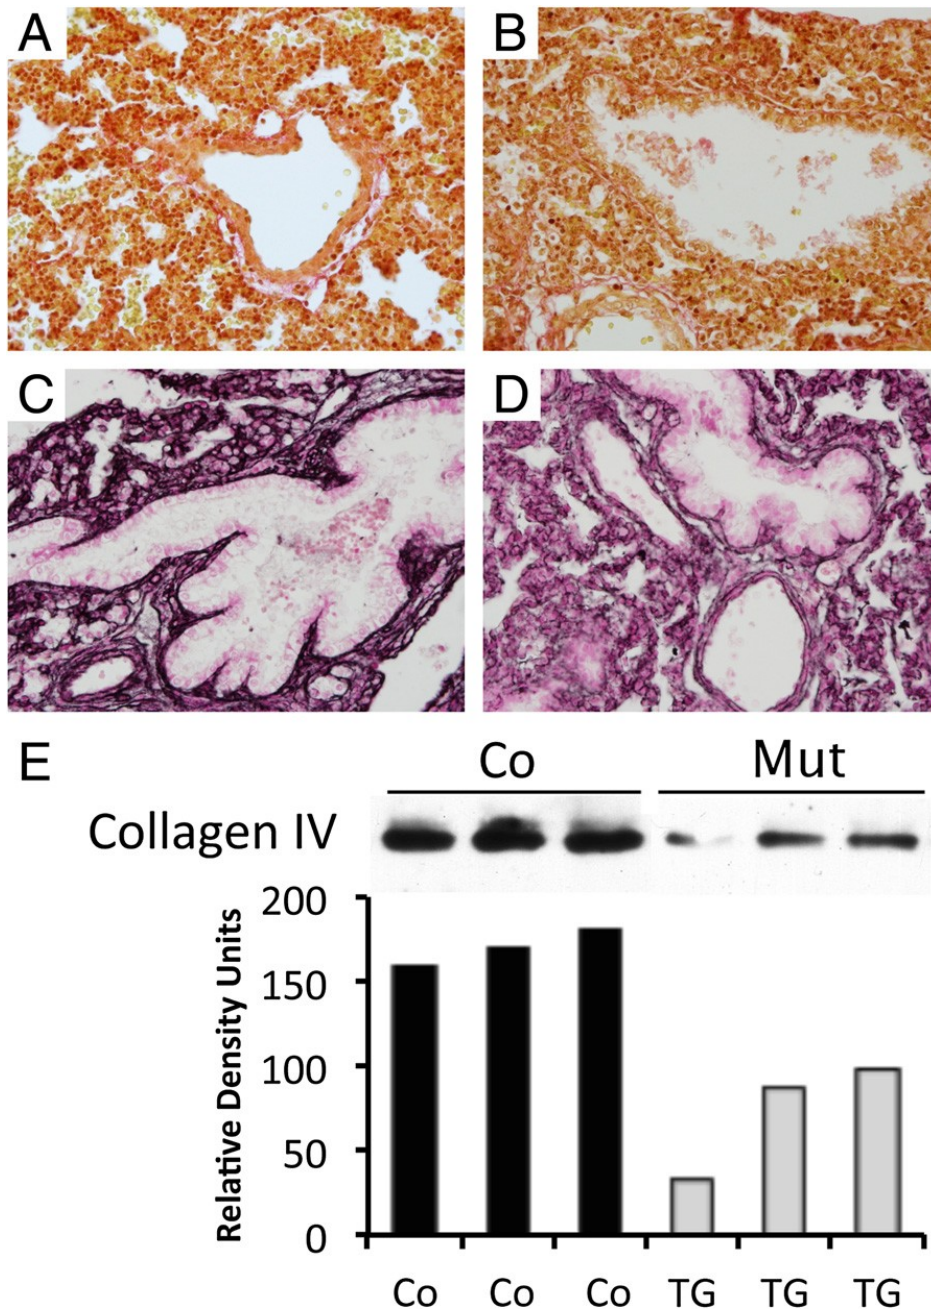 A
B
C
D
E
Co Mut
Collagen IV
Relative Density Units
200
150
100
50
0
Co Co Co TG TG TG